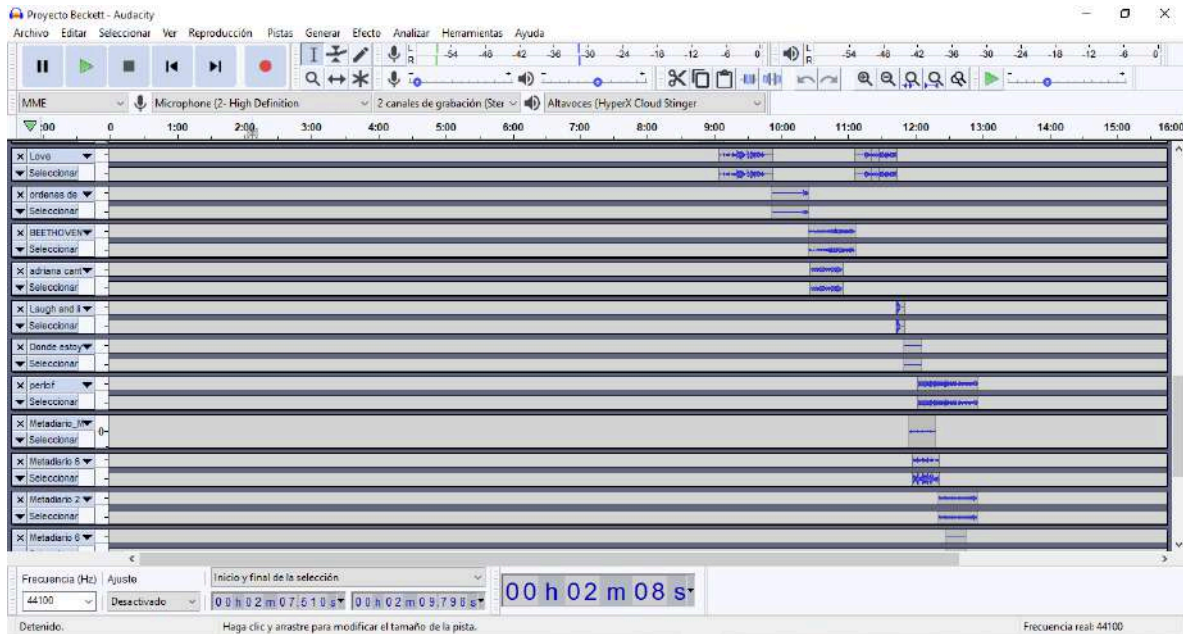 Proyecto Beckett - Audacity
Archivo Editar Seleccionar Ver Reproducción Pistas Generar Efecto Analizar Herramientas Ayuda
L R -54 -48 -42 -36 -30 -24 -18 -12 -6 0 L R -54 -48 -42 -36 -30 -24 -18 -12 -6 0
MME Microphone (2- High Definition 2 canales de grabación (Ster Altavoces (HyperX Cloud Stinger
:00 0 1:00 2:00 3:00 4:00 5:00 6:00 7:00 8:00 9:00 10:00 11:00 12:00 13:00 14:00 15:00 16:00
x Love
Seleccionar
x ordenes de
Seleccionar
x BEETHOVEN
Seleccionar
x adriana cant
Seleccionar
x Laugh and l
Seleccionar
x Donde estoy
Seleccionar
x perlof
Seleccionar
x Metadiario_M
0-
Seleccionar
x Metadiario 6
Seleccionar
x Metadiario 2
Seleccionar
x Metadiario 6
Frecuencia (Hz) Ajuste Inicio y final de la selección
44100 Desactivado 00 h 02 m 07.510 s 00 h 02 m 09.798 s 00 h 02 m 08 s
Detenido. Haga clic y arrastre para modificar el tamaño de la pista. Frecuencia real: 44100